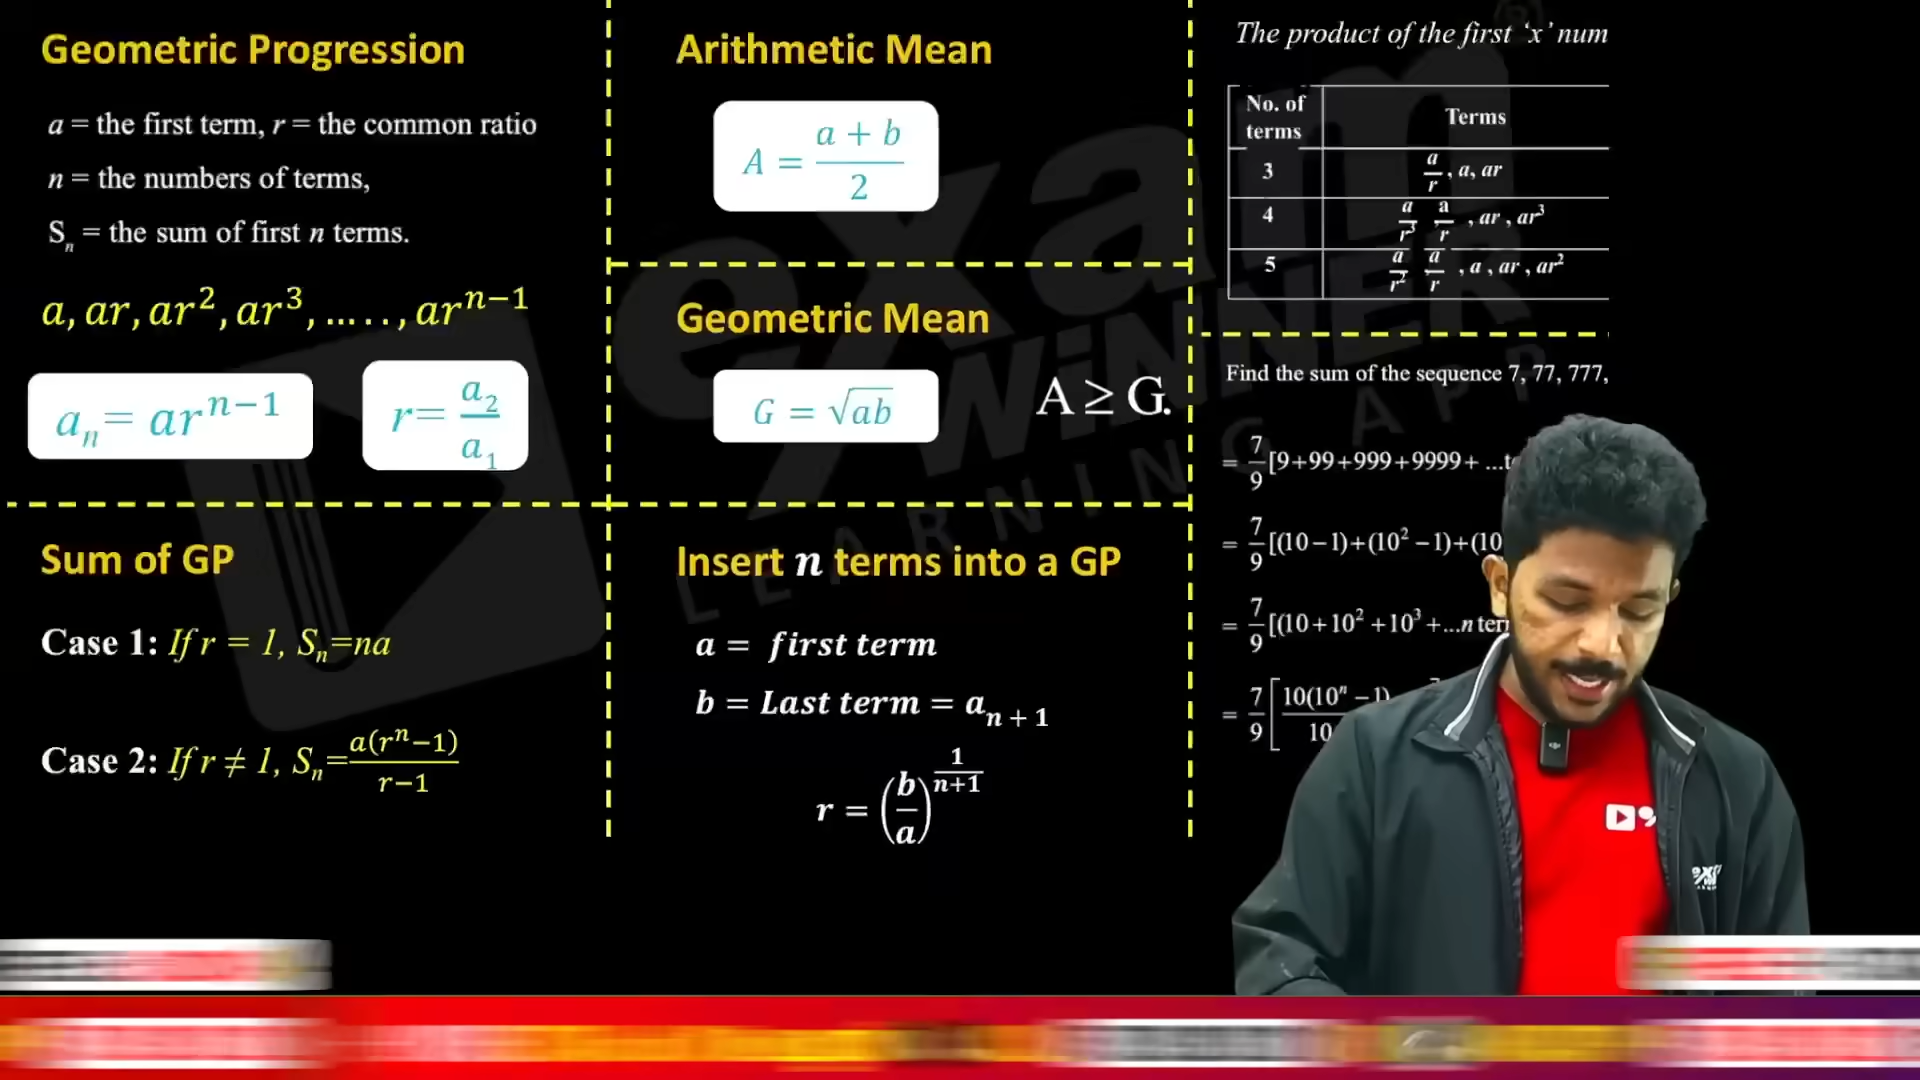 Geometric Progression
a = the first term, r = the common ratio
n = the numbers of terms,
Sₙ = the sum of first n terms.
a, ar, ar², ar³, ....., arⁿ⁻¹
aₙ = arⁿ⁻¹
r = a₂/a₁
Sum of GP
Case 1: If r = 1, Sₙ=na
Case 2: If r ≠ 1, Sₙ= a(rⁿ−1)/r−1
Arithmetic Mean
A = a + b / 2
Geometric Mean
G = √ab
A ≥ G.
Insert n terms into a GP
a = first term
b = Last term = aₙ₊₁
r = (b/a)^1/n+1
The product of the first ‘x’ num
No. of terms
Terms
3
a/r, a, ar
4
a/r³ a/r , ar , ar³
5
a/r² a/r , a , ar , ar²
Find the sum of the sequence 7, 77, 777,
= 7/9 [9+99+999+9999+ ...t
= 7/9 [(10−1)+(10² −1)+(10
= 7/9 [(10+10² +10³ +...n ter
= 7/9 [10(10ⁿ −1) / 10
exam
WiNNER
LEARNING APP